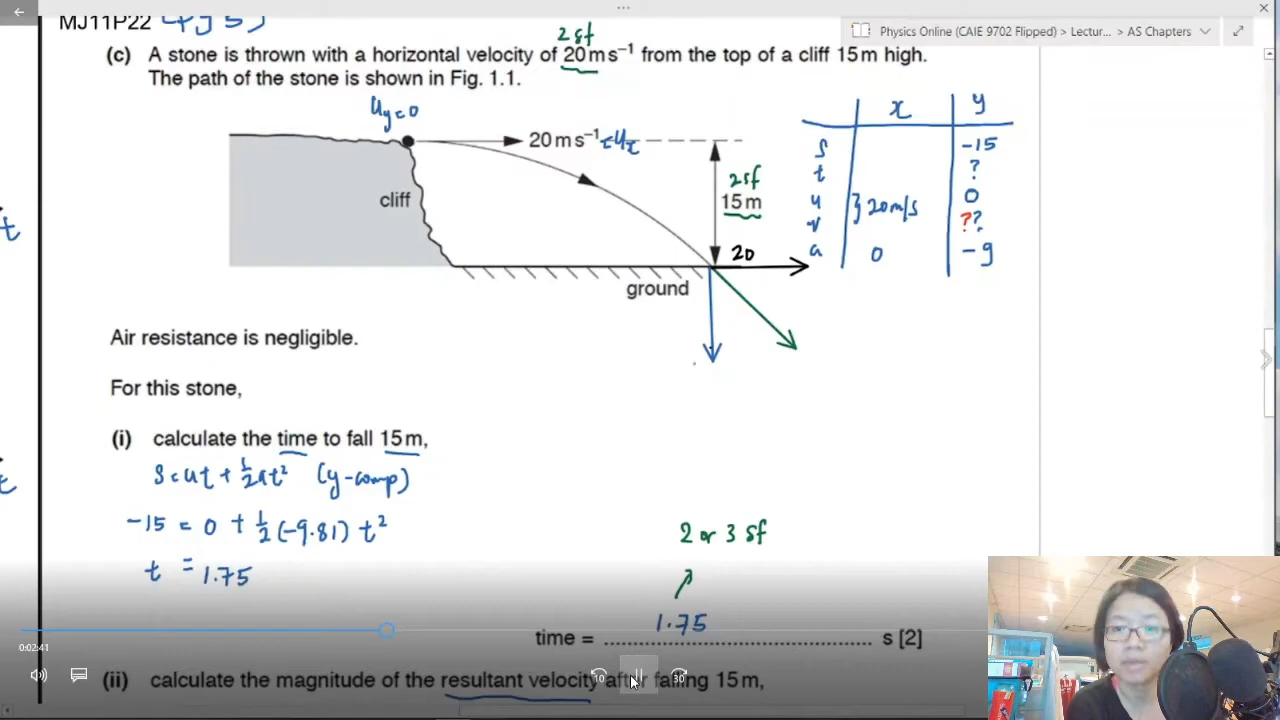 MJ11P22
Physics Online (CAIE 9702 Flipped) > Lectur... > AS Chapters
2sf
(c) A stone is thrown with a horizontal velocity of 20 m s⁻¹ from the top of a cliff 15 m high.
The path of the stone is shown in Fig. 1.1.
u_y=0
20 m s⁻¹ = u_x
cliff
2sf
15 m
20
ground
x y
s -15
t ?
u } 20m/s 0
v ??
a 0 -g
Air resistance is negligible.
For this stone,
(i) calculate the time to fall 15 m,
s=ut+½at² (y-comp)
-15 = 0 + ½(-9.81) t²
t = 1.75
2 or 3 sf
1.75
time = ................................................ s [2]
0:02:41
10
30
(ii) calculate the magnitude of the resultant velocity after falling 15 m,